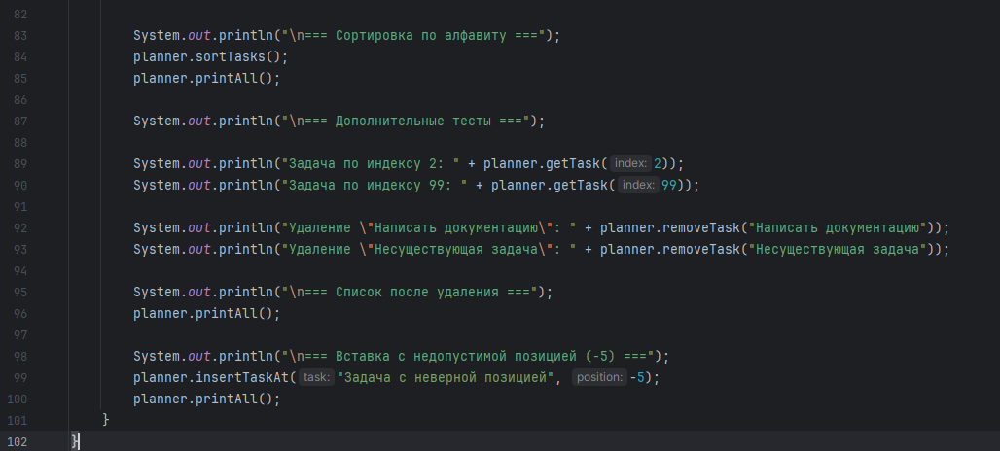 82
83 System.out.println("\n=== Сортировка по алфавиту ===");
84 planner.sortTasks();
85 planner.printAll();
86
87 System.out.println("\n=== Дополнительные тесты ===");
88
89 System.out.println("Задача по индексу 2: " + planner.getTask( index: 2));
90 System.out.println("Задача по индексу 99: " + planner.getTask( index: 99));
91
92 System.out.println("Удаление \"Написать документацию\": " + planner.removeTask("Написать документацию"));
93 System.out.println("Удаление \"Несуществующая задача\": " + planner.removeTask("Несуществующая задача"));
94
95 System.out.println("\n=== Список после удаления ===");
96 planner.printAll();
97
98 System.out.println("\n=== Вставка с недопустимой позицией (-5) ===");
99 planner.insertTaskAt( task: "Задача с неверной позицией", position: -5);
100 planner.printAll();
101 }
102 }